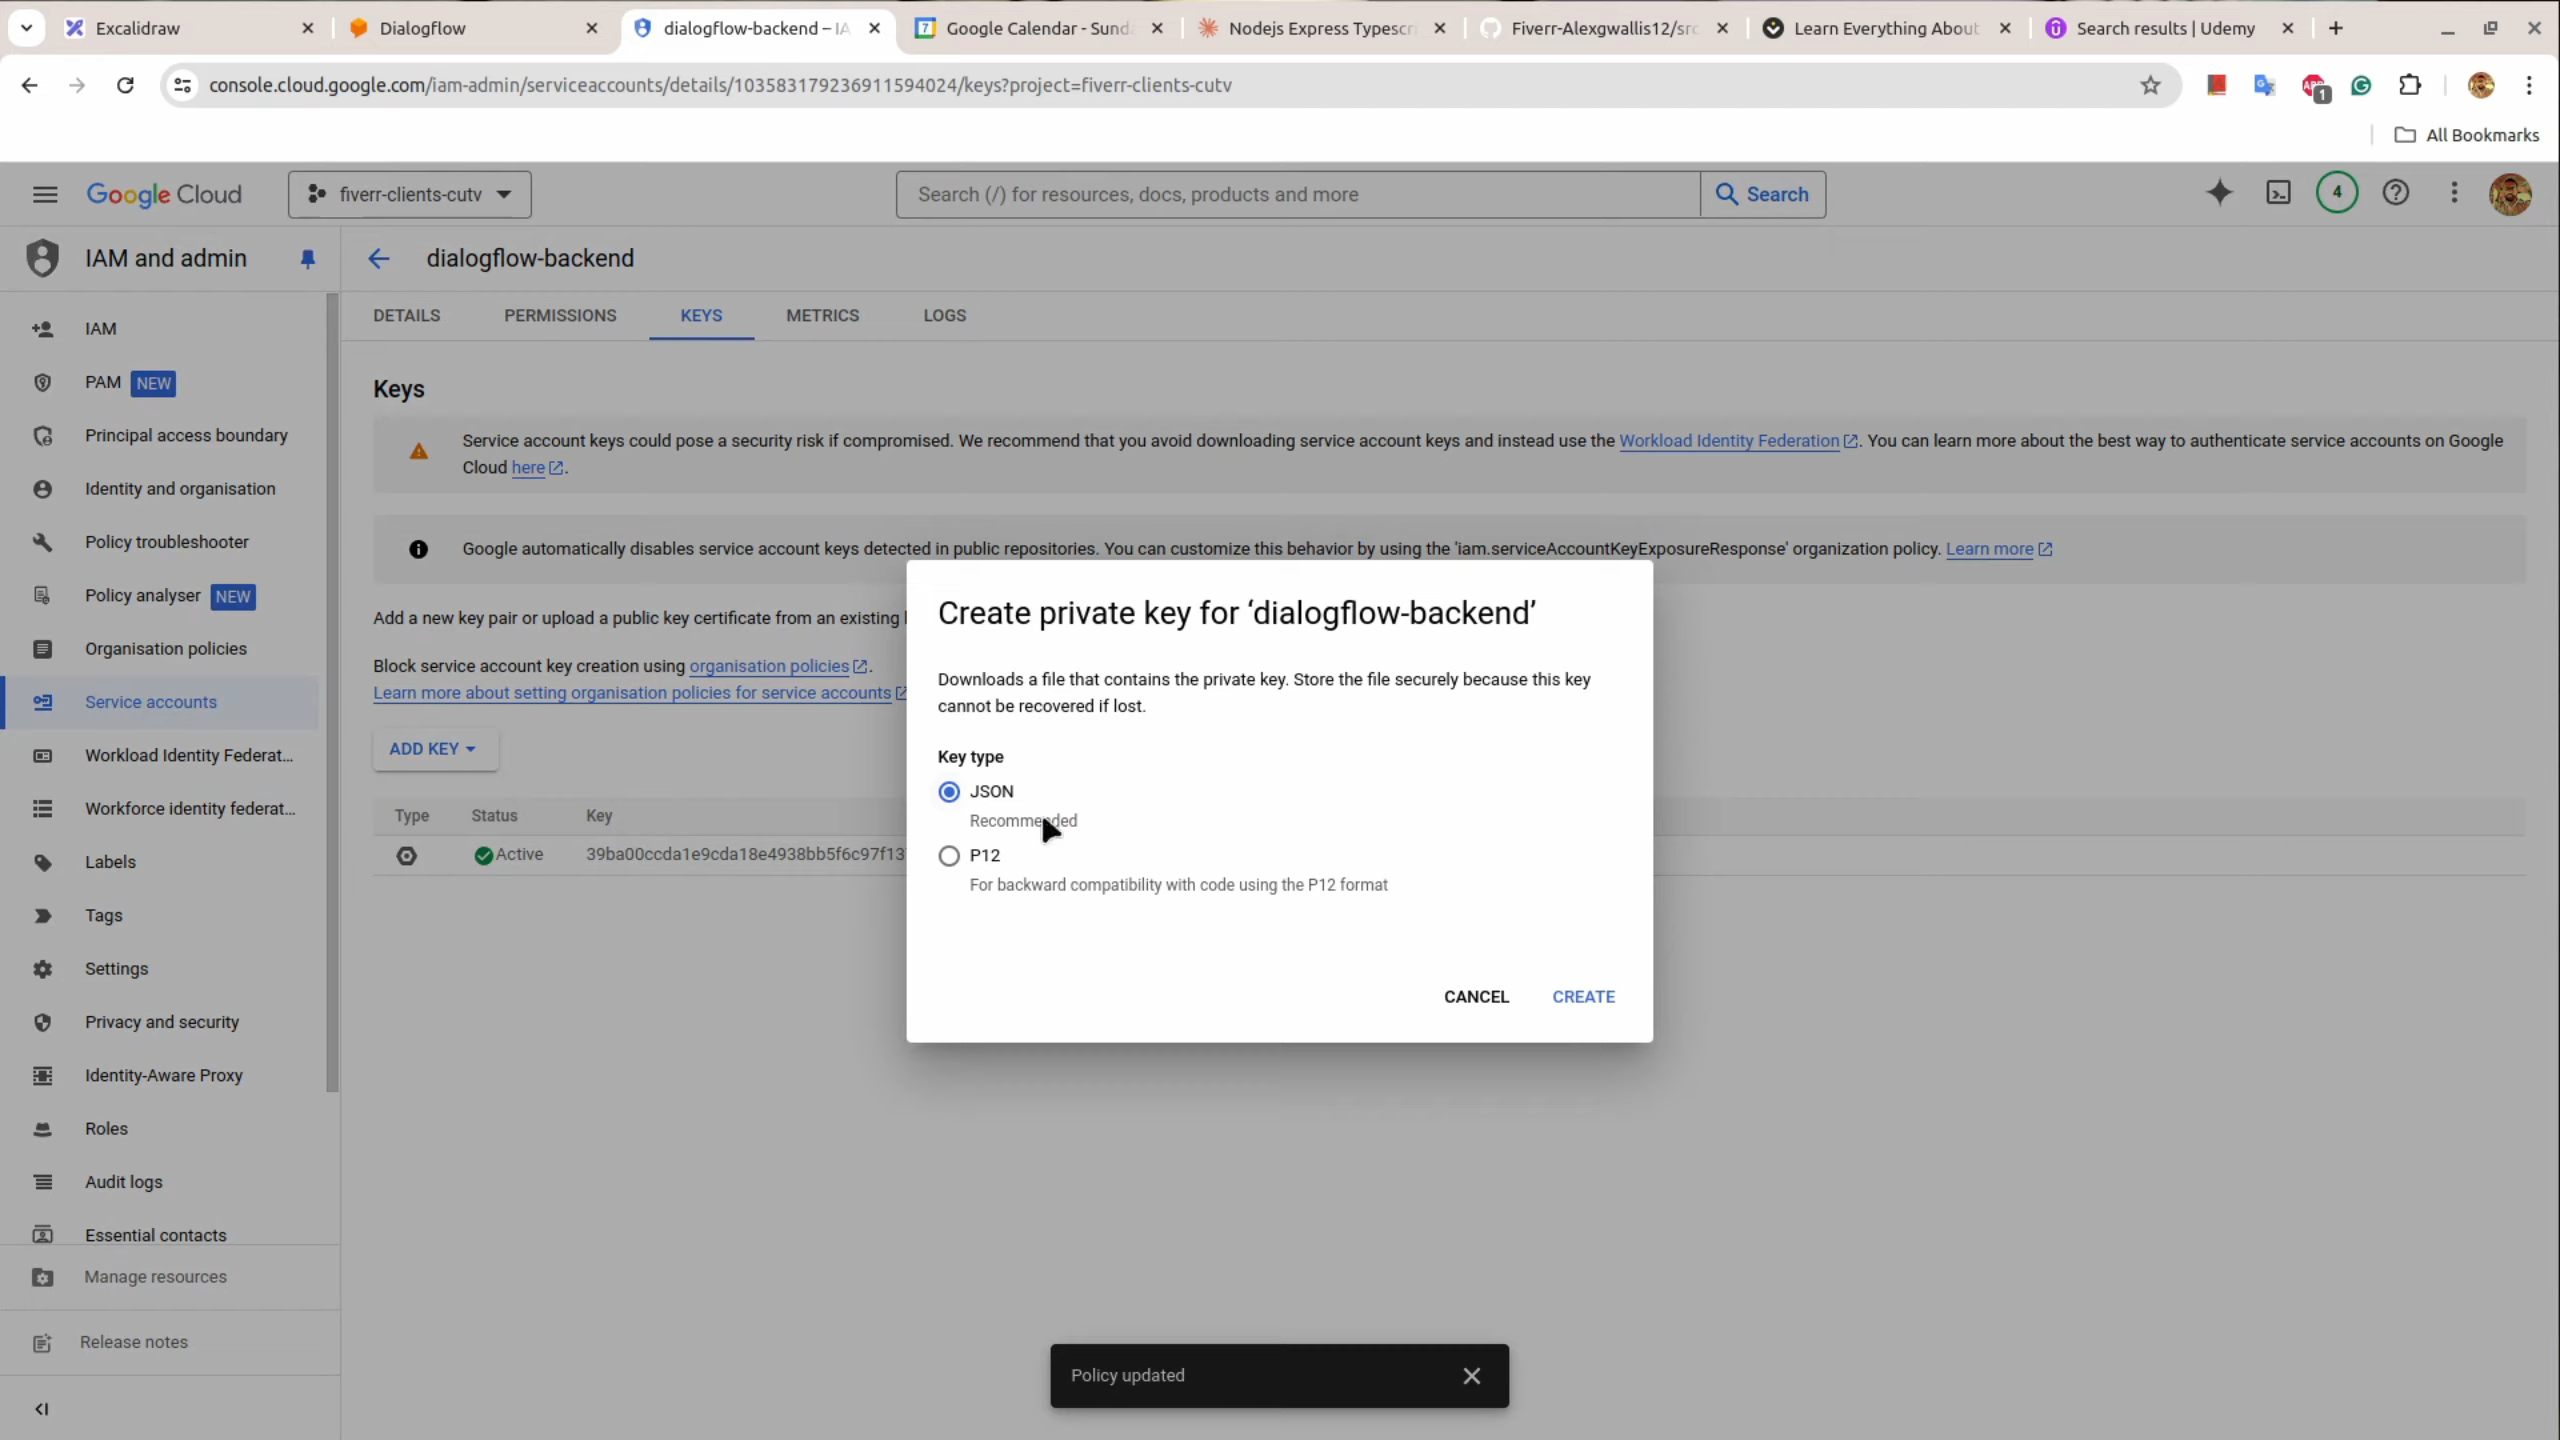 Excalidraw
Dialogflow
dialogflow-backend – IA
Google Calendar - Sund
Nodejs Express Typescri
Fiverr-Alexgwallis12/src
Learn Everything About
Search results | Udemy
console.cloud.google.com/iam-admin/serviceaccounts/details/103583179236911594024/keys?project=fiverr-clients-cutv
1
All Bookmarks
Google Cloud
fiverr-clients-cutv
Search (/) for resources, docs, products and more
Search
4
IAM and admin
dialogflow-backend
DETAILS
PERMISSIONS
KEYS
METRICS
LOGS
IAM
PAM NEW
Principal access boundary
Identity and organisation
Policy troubleshooter
Policy analyser NEW
Organisation policies
Service accounts
Workload Identity Federat...
Workforce identity federat...
Labels
Tags
Settings
Privacy and security
Identity-Aware Proxy
Roles
Audit logs
Essential contacts
Manage resources
Release notes
Keys
Service account keys could pose a security risk if compromised. We recommend that you avoid downloading service account keys and instead use the Workload Identity Federation. You can learn more about the best way to authenticate service accounts on Google
Cloud here.
Google automatically disables service account keys detected in public repositories. You can customize this behavior by using the 'iam.serviceAccountKeyExposureResponse' organization policy. Learn more
Add a new key pair or upload a public key certificate from an existing
Block service account key creation using organisation policies.
Learn more about setting organisation policies for service accounts
ADD KEY
Type
Status
Key
Active
39ba00ccda1e9cda18e4938bb5f6c97f13
Create private key for ‘dialogflow-backend’
Downloads a file that contains the private key. Store the file securely because this key
cannot be recovered if lost.
Key type
JSON
Recommended
P12
For backward compatibility with code using the P12 format
CANCEL
CREATE
Policy updated